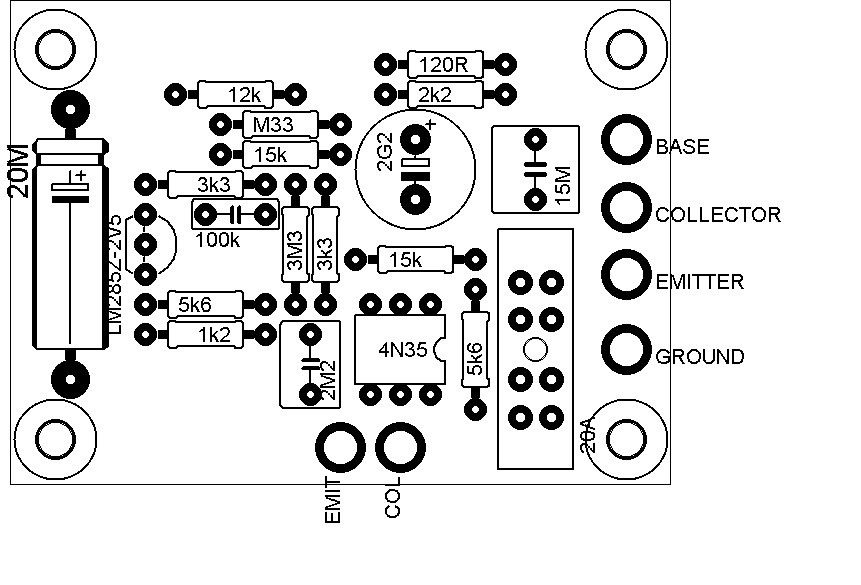 120R
12k
2k2
M33
2G2
+
BASE
15k
20M
3k3
15M
+
100k
COLLECTOR
LM285Z-2V5
3M3
3k3
15k
EMITTER
5k6
1k2
4N35
5k6
GROUND
2M2
20A
EMIT
COL